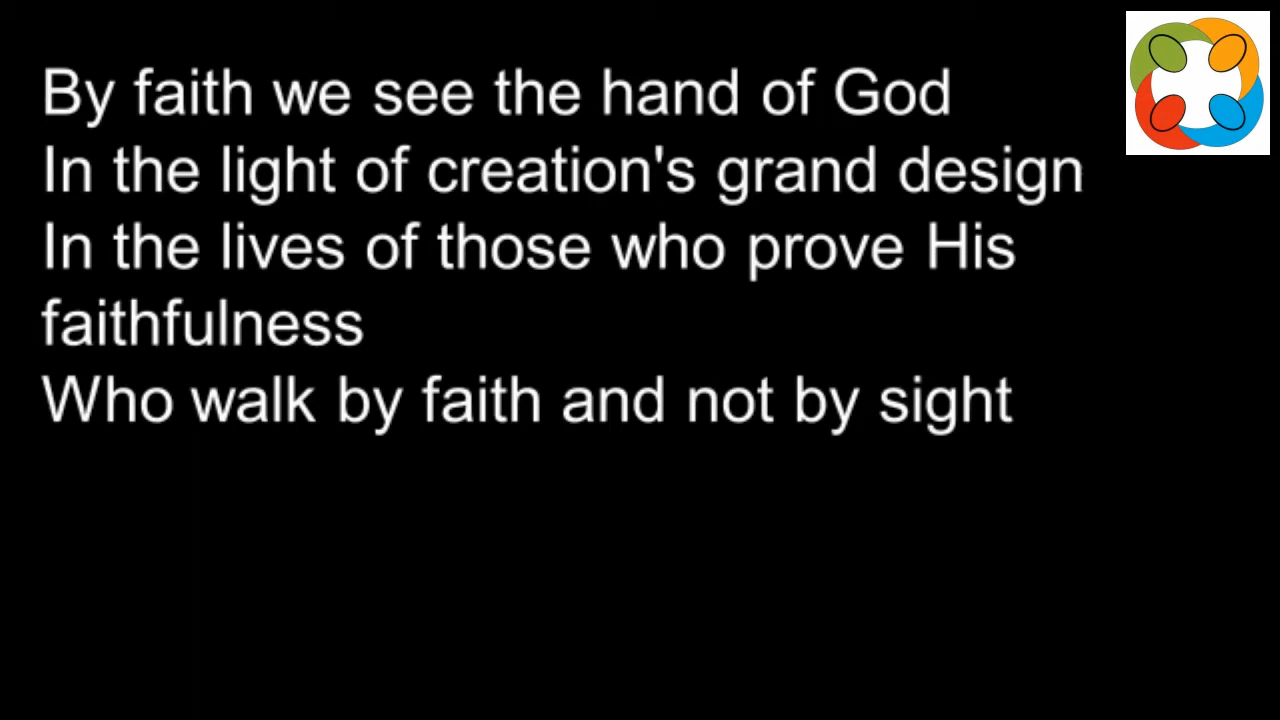 By faith we see the hand of God
In the light of creation's grand design
In the lives of those who prove His
faithfulness
Who walk by faith and not by sight